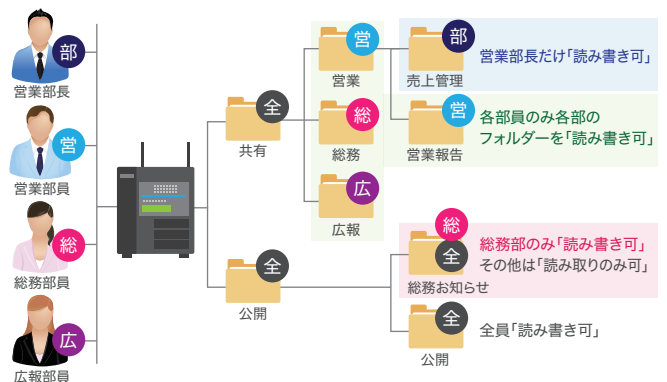 部
営業部長
営
営業部員
総
総務部員
広
広報部員
全
共有
全
公開
営
営業
総
総務
広
広報
部
売上管理
営業部長だけ「読み書き可」
営
営業報告
各部員のみ各部の
フォルダーを「読み書き可」
総
全
総務お知らせ
総務部のみ「読み書き可」
その他は「読み取りのみ可」
全
公開
全員「読み書き可」